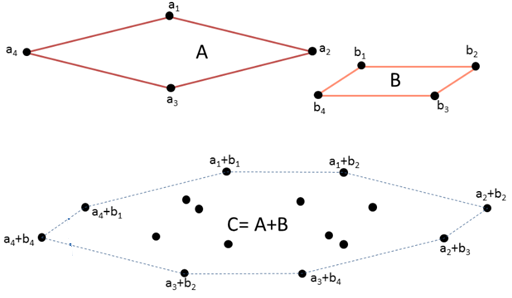 a1
a4
A
a2
a3
b1
b2
B
b4
b3
a1+b1
a1+b2
a4+b1
a2+b2
C= A+B
a4+b4
a2+b3
a3+b2
a3+b4